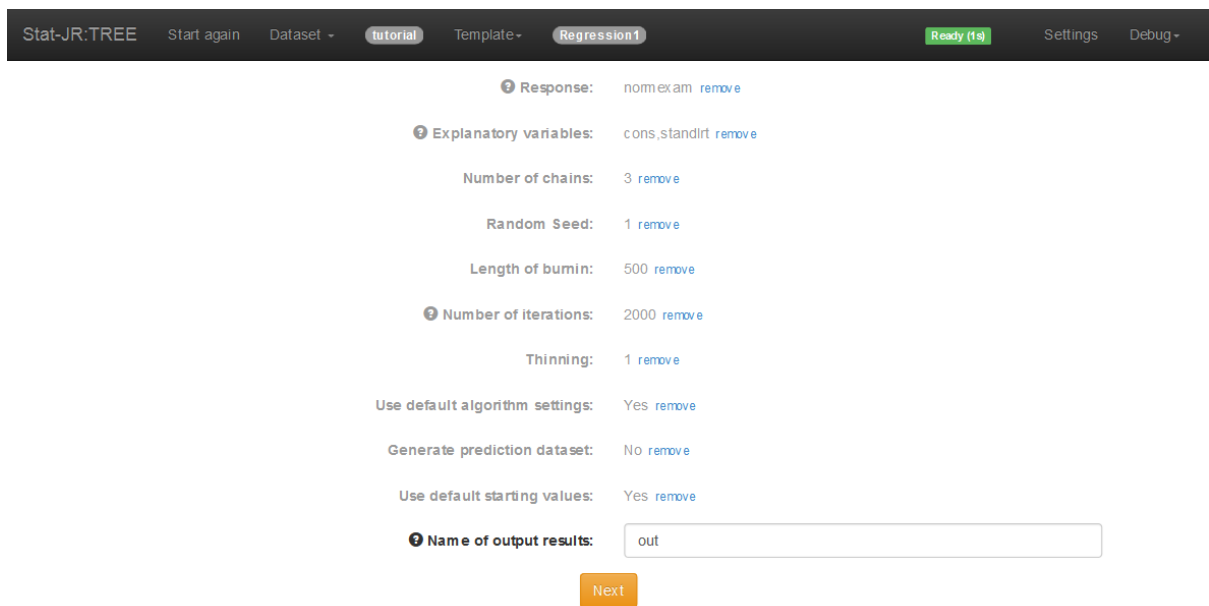 Stat-JR:TREE Start again Dataset tutorial Template Regression1 Ready (1s) Settings Debug
Response: normexam remove
Explanatory variables: cons,standlrt remove
Number of chains: 3 remove
Random Seed: 1 remove
Length of burnin: 500 remove
Number of iterations: 2000 remove
Thinning: 1 remove
Use default algorithm settings: Yes remove
Generate prediction dataset: No remove
Use default starting values: Yes remove
Name of output results: out
Next